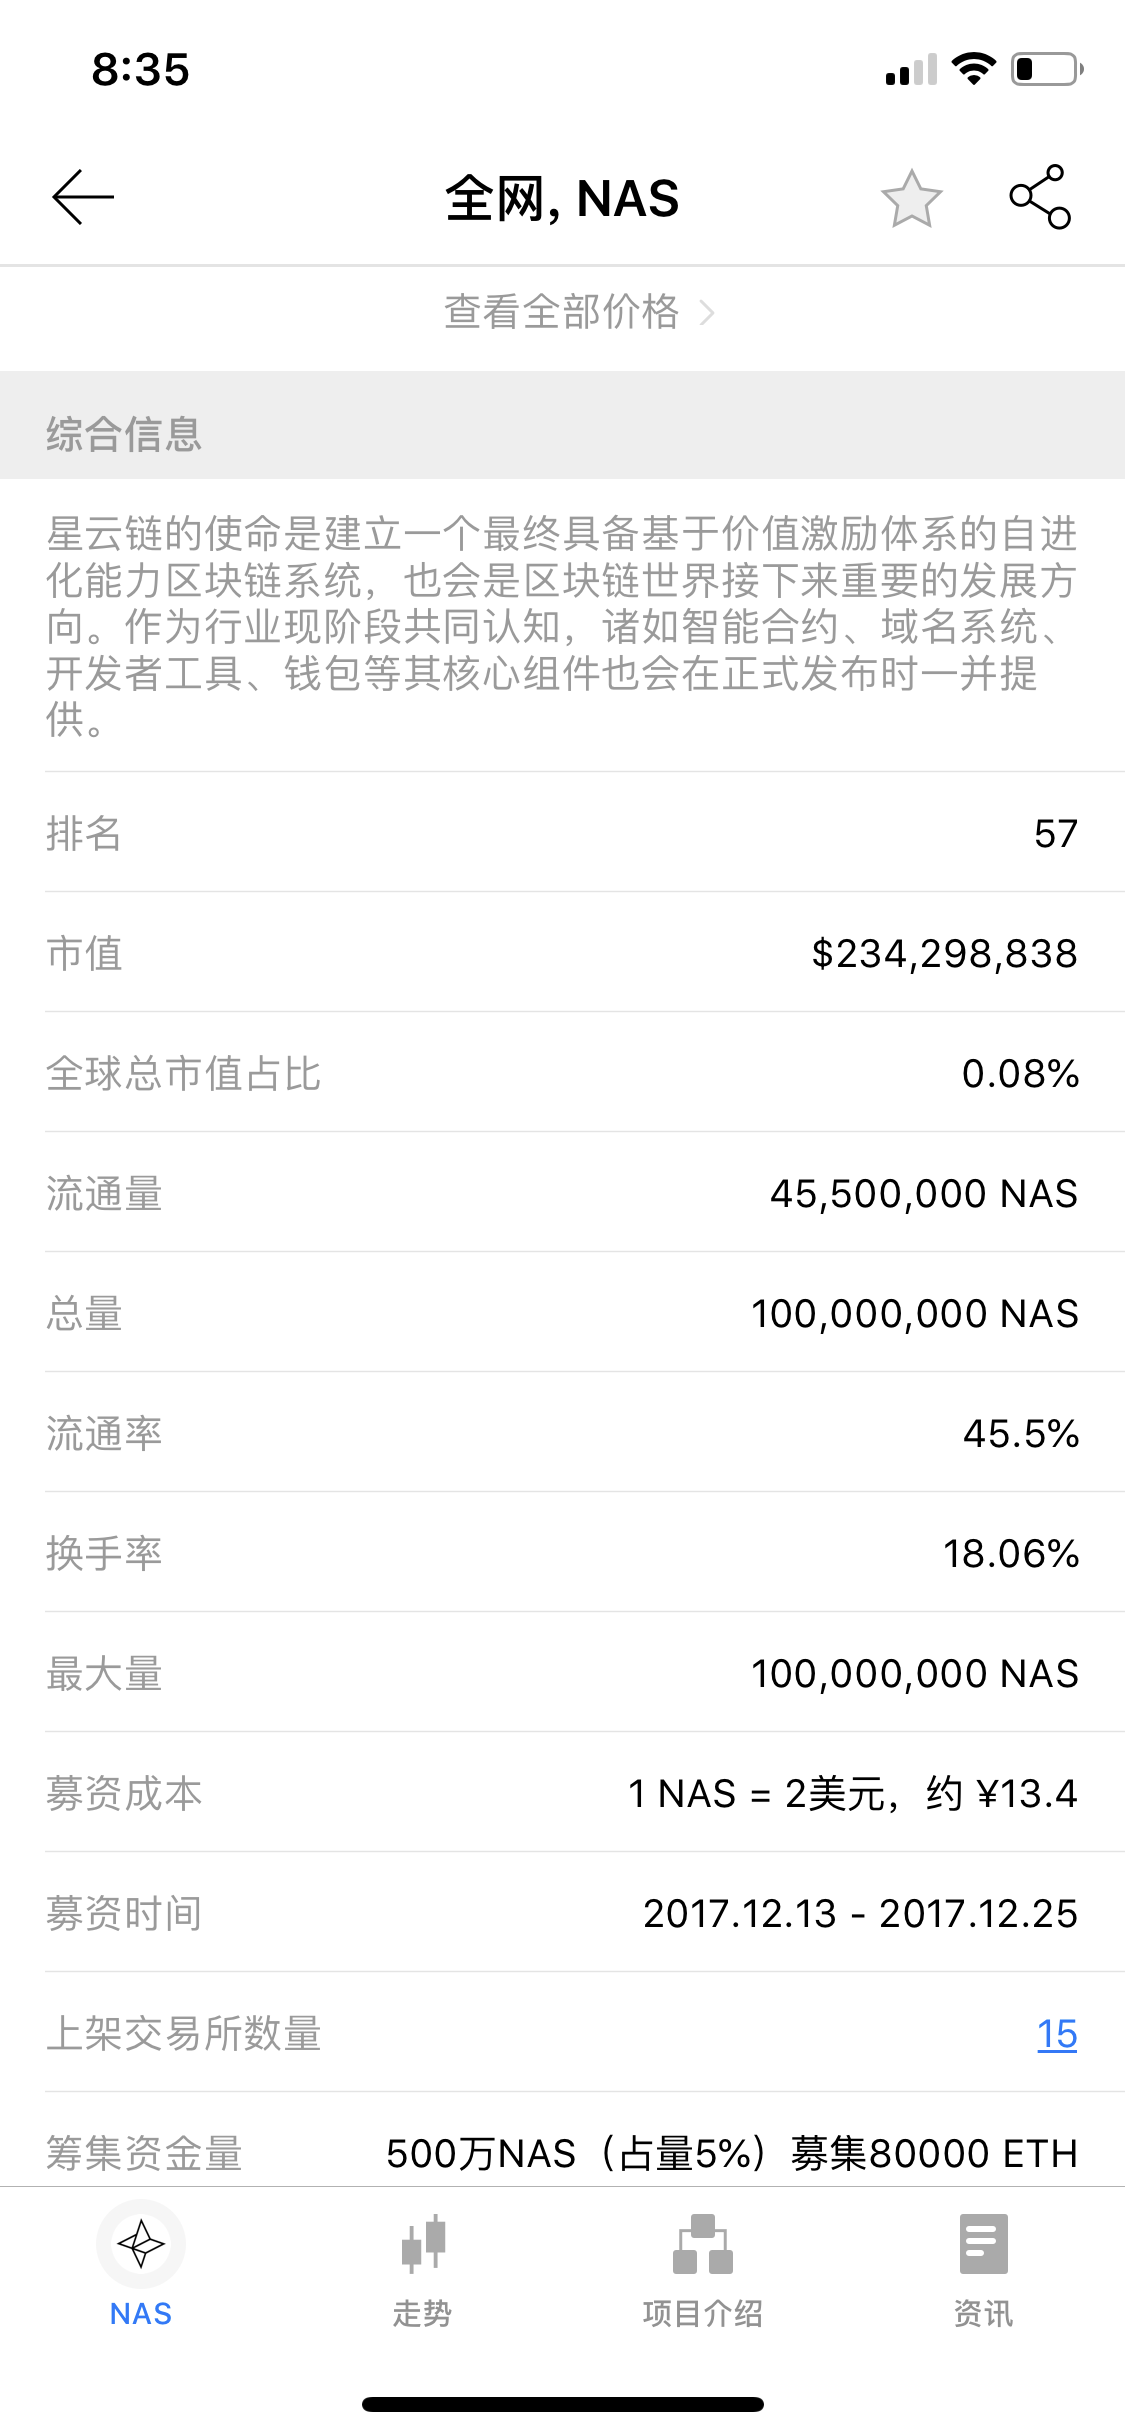 8:35
全网, NAS
查看全部价格
综合信息
星云链的使命是建立一个最终具备基于价值激励体系的自进
化能力区块链系统，也会是区块链世界接下来重要的发展方
向。作为行业现阶段共同认知，诸如智能合约、域名系统、
开发者工具、钱包等其核心组件也会在正式发布时一并提
供。
排名 57
市值 $234,298,838
全球总市值占比 0.08%
流通量 45,500,000 NAS
总量 100,000,000 NAS
流通率 45.5%
换手率 18.06%
最大量 100,000,000 NAS
募资成本 1 NAS = 2美元，约 ¥13.4
募资时间 2017.12.13 - 2017.12.25
上架交易所数量 15
筹集资金量 500万NAS（占量5%）募集80000 ETH
NAS 走势 项目介绍 资讯